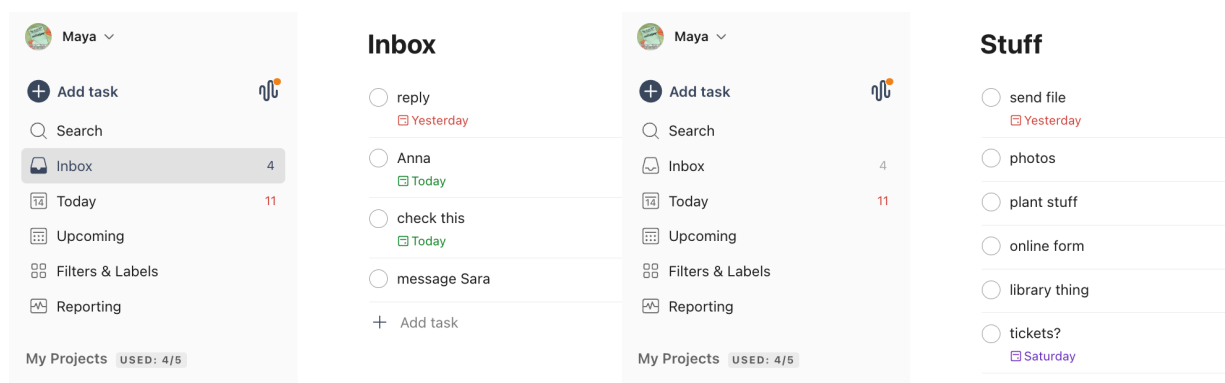 Maya
Add task
Search
Inbox 4
14 Today 11
Upcoming
Filters & Labels
Reporting
My Projects USED: 4/5
Inbox
reply
Yesterday
Anna
Today
check this
Today
message Sara
Add task
Maya
Add task
Search
Inbox 4
14 Today 11
Upcoming
Filters & Labels
Reporting
My Projects USED: 4/5
Stuff
send file
Yesterday
photos
plant stuff
online form
library thing
tickets?
Saturday